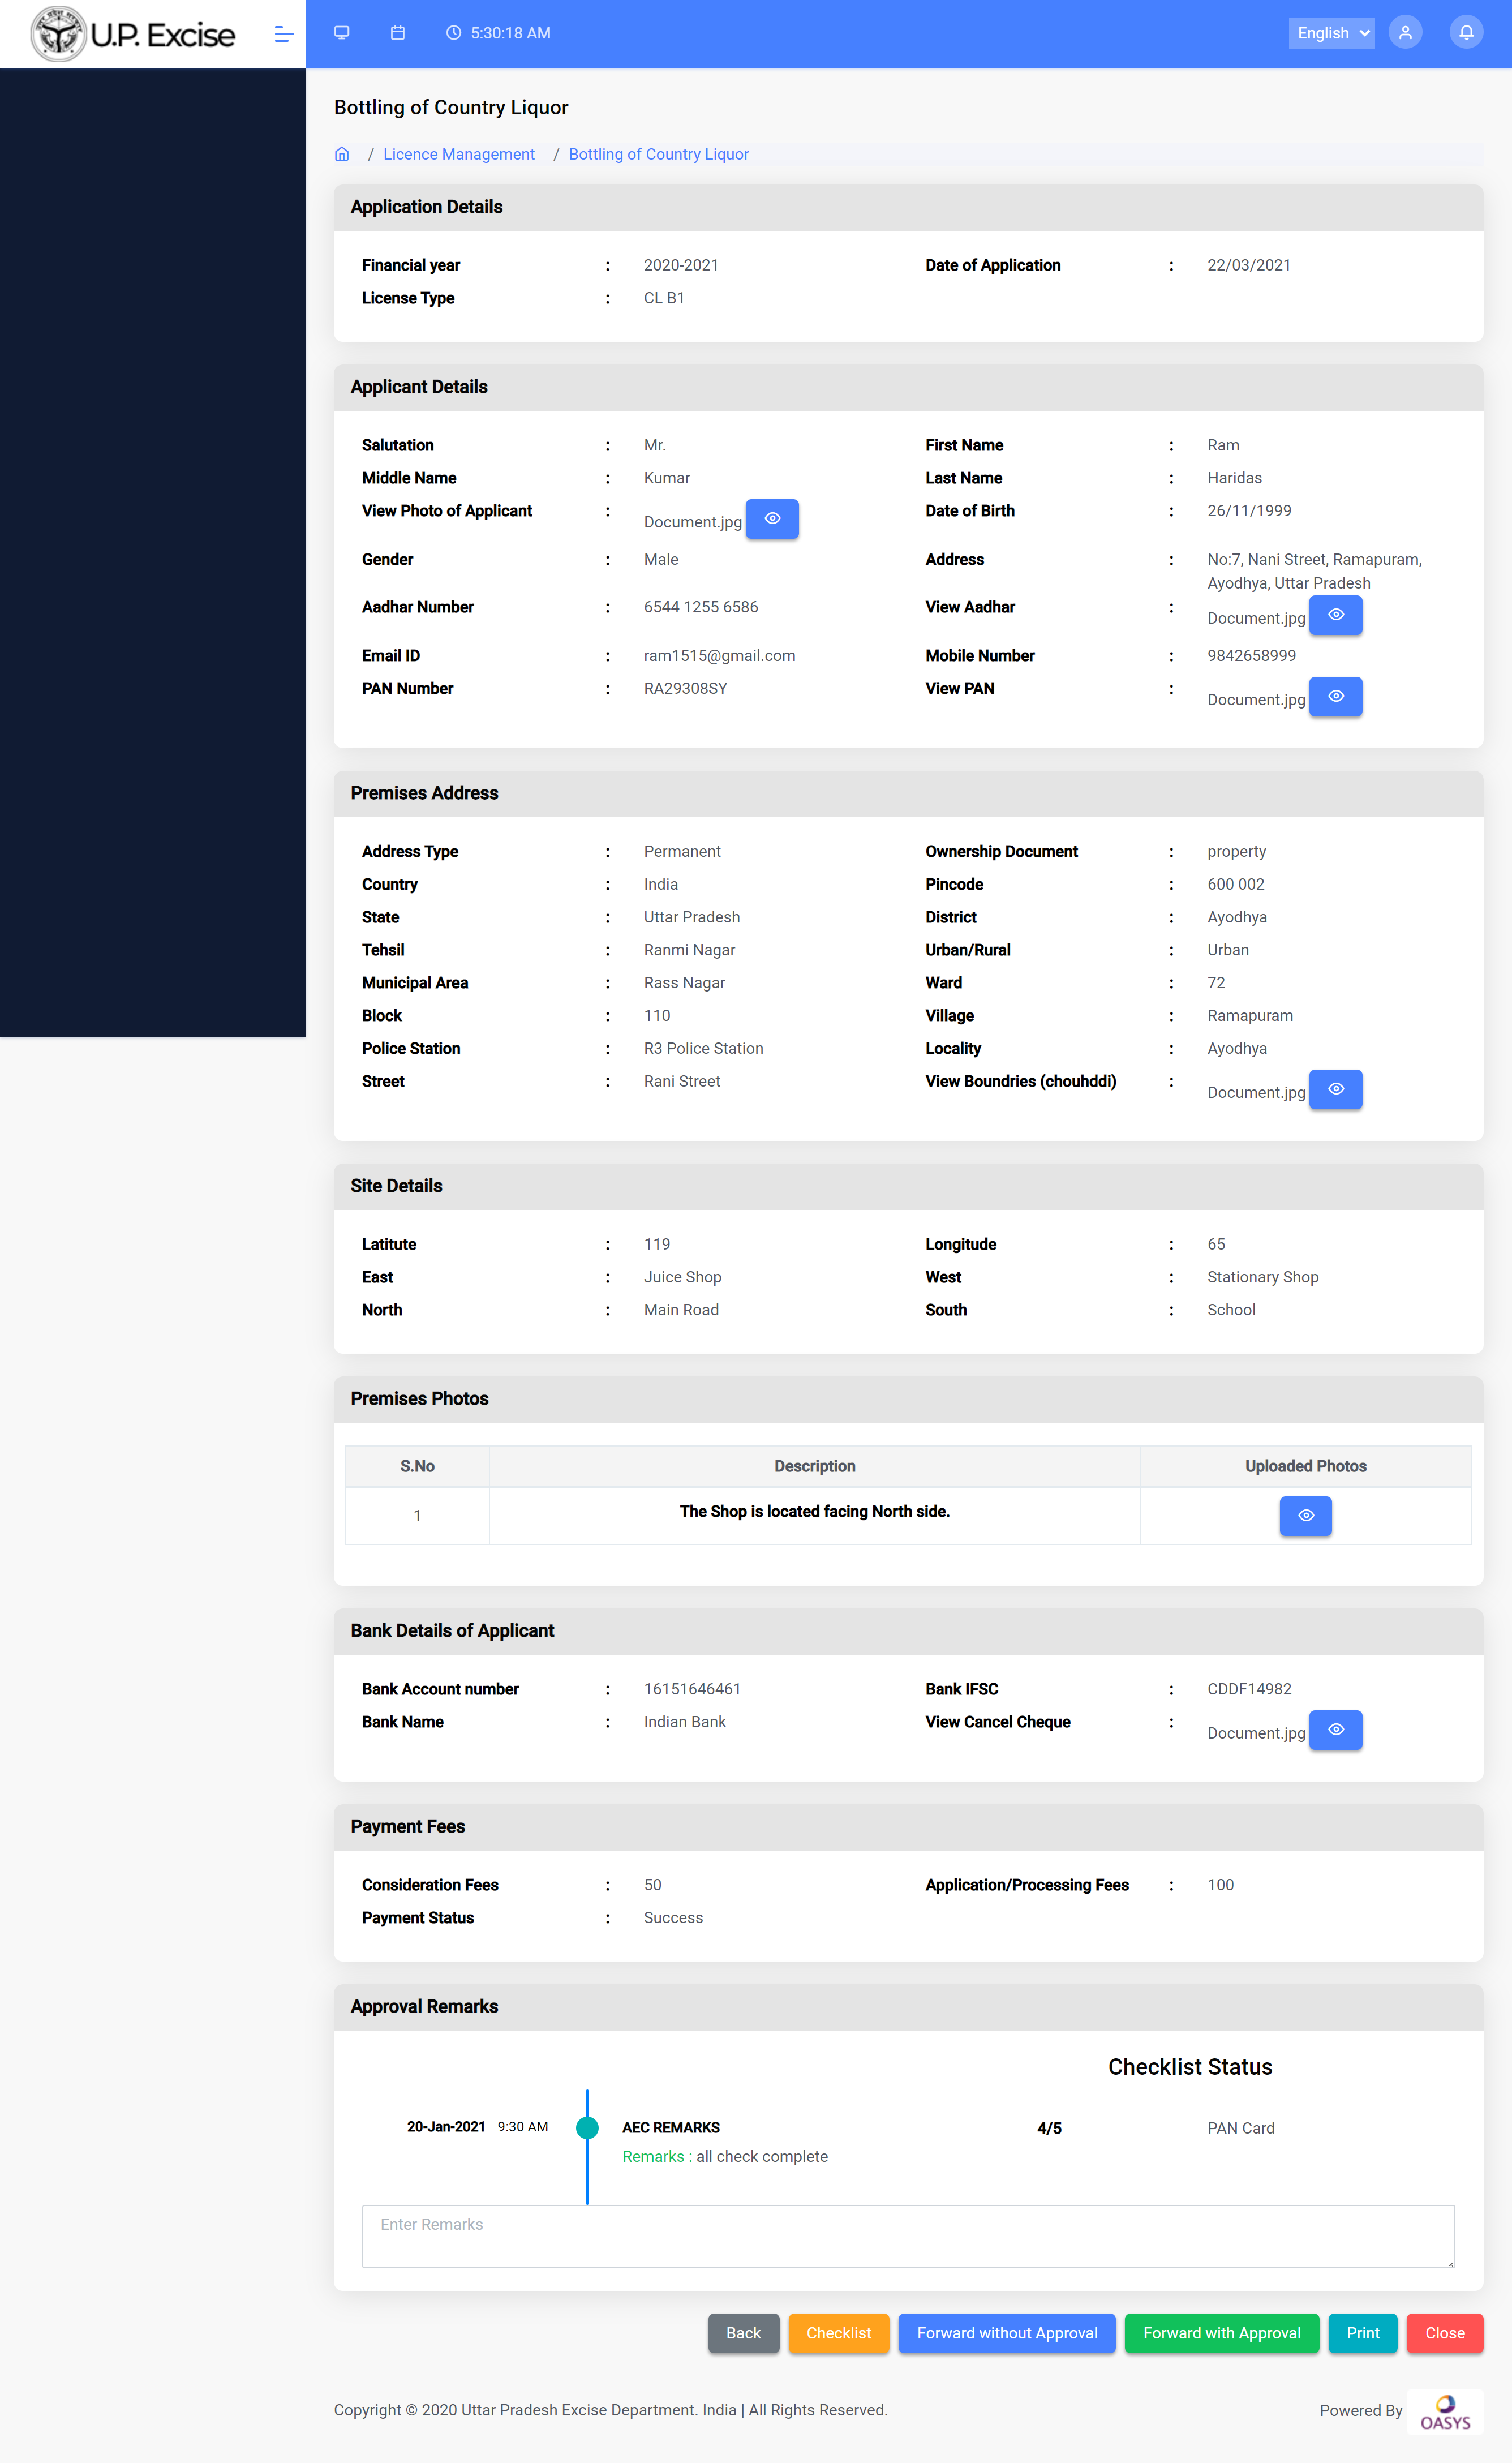 U.P. Excise
5:30:18 AM
English
Bottling of Country Liquor
/ Licence Management / Bottling of Country Liquor
Application Details
Financial year : 2020-2021 Date of Application : 22/03/2021
License Type : CL B1
Applicant Details
Salutation : Mr. First Name : Ram
Middle Name : Kumar Last Name : Haridas
View Photo of Applicant : Document.jpg Date of Birth : 26/11/1999
Gender : Male Address : No:7, Nani Street, Ramapuram,
Ayodhya, Uttar Pradesh
Aadhar Number : 6544 1255 6586 View Aadhar : Document.jpg
Email ID : ram1515@gmail.com Mobile Number : 9842658999
PAN Number : RA29308SY View PAN : Document.jpg
Premises Address
Address Type : Permanent Ownership Document : property
Country : India Pincode : 600 002
State : Uttar Pradesh District : Ayodhya
Tehsil : Ranmi Nagar Urban/Rural : Urban
Municipal Area : Rass Nagar Ward : 72
Block : 110 Village : Ramapuram
Police Station : R3 Police Station Locality : Ayodhya
Street : Rani Street View Boundries (chouhddi) : Document.jpg
Site Details
Latitute : 119 Longitude : 65
East : Juice Shop West : Stationary Shop
North : Main Road South : School
Premises Photos
S.No Description Uploaded Photos
1 The Shop is located facing North side.
Bank Details of Applicant
Bank Account number : 16151646461 Bank IFSC : CDDF14982
Bank Name : Indian Bank View Cancel Cheque : Document.jpg
Payment Fees
Consideration Fees : 50 Application/Processing Fees : 100
Payment Status : Success
Approval Remarks
Checklist Status
20-Jan-2021 9:30 AM AEC REMARKS 4/5 PAN Card
Remarks : all check complete
Enter Remarks
Back Checklist Forward without Approval Forward with Approval Print Close
Copyright © 2020 Uttar Pradesh Excise Department. India | All Rights Reserved. Powered By OASYS